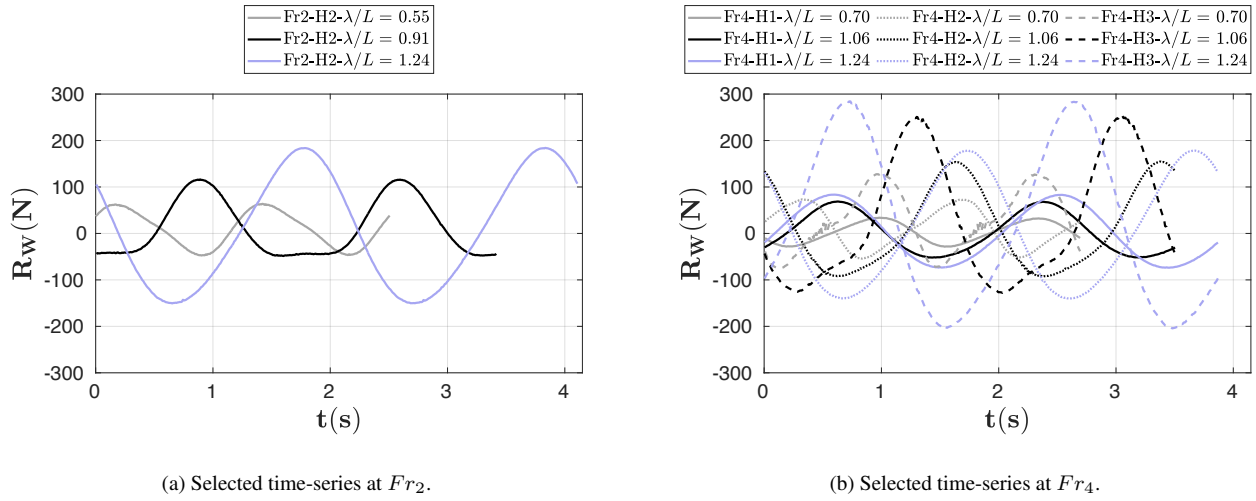 Fr2-H2-λ/L = 0.55
Fr2-H2-λ/L = 0.91
Fr2-H2-λ/L = 1.24
300
200
100
0
-100
-200
-300
R_W(N)
0 1 2 3 4
t(s)
(a) Selected time-series at Fr_2.
Fr4-H1-λ/L = 0.70 Fr4-H2-λ/L = 0.70 Fr4-H3-λ/L = 0.70
Fr4-H1-λ/L = 1.06 Fr4-H2-λ/L = 1.06 Fr4-H3-λ/L = 1.06
Fr4-H1-λ/L = 1.24 Fr4-H2-λ/L = 1.24 Fr4-H3-λ/L = 1.24
300
200
100
0
-100
-200
-300
R_W(N)
0 1 2 3 4
t(s)
(b) Selected time-series at Fr_4.